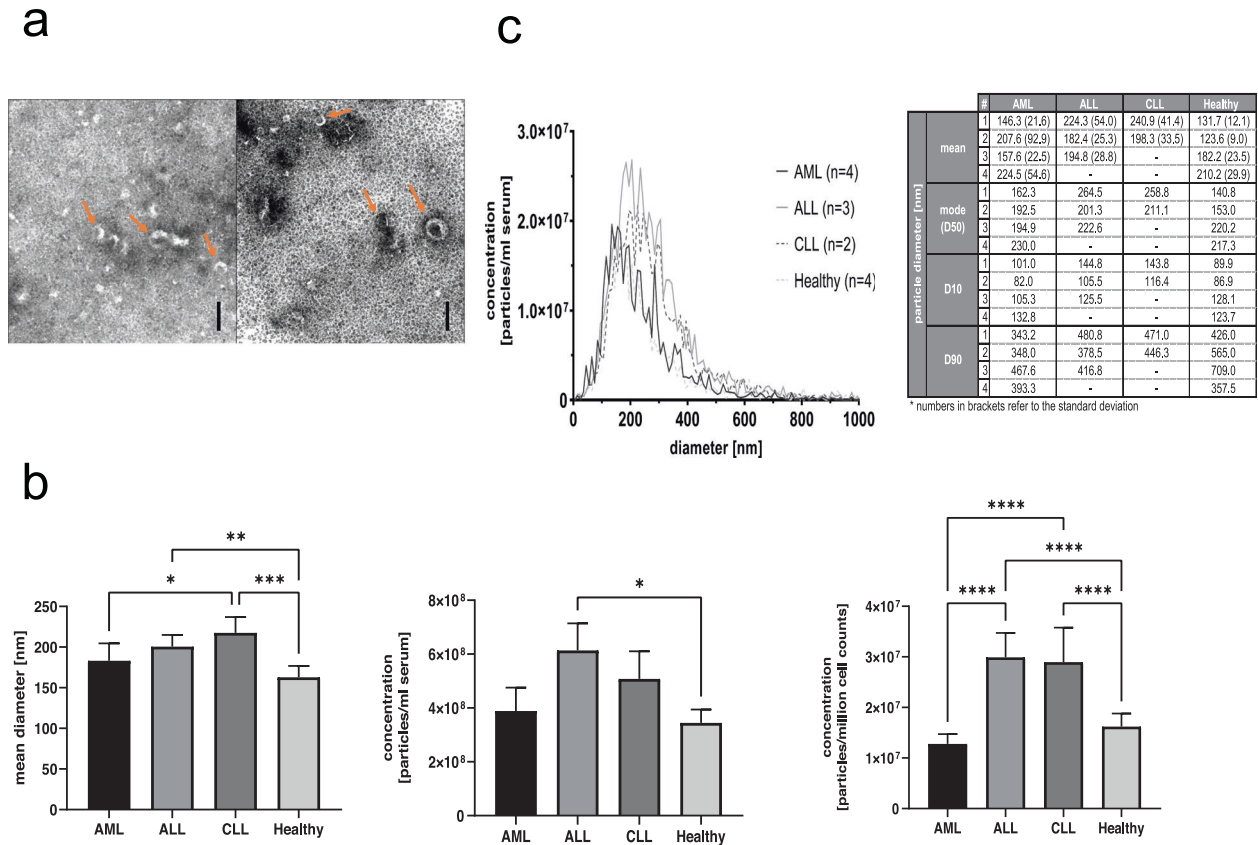 a
c
3.0×10⁷
2.0×10⁷
1.0×10⁷
0
0 200 400 600 800 1000
diameter [nm]
concentration
[particles/ml serum]
AML (n=4)
ALL (n=3)
CLL (n=2)
Healthy (n=4)
# AML ALL CLL Healthy
particle diameter [nm]
mean
1 146.3 (21.6) 224.3 (54.0) 240.9 (41.4) 131.7 (12.1)
2 207.6 (92.9) 182.4 (25.3) 198.3 (33.5) 123.6 (9.0)
3 157.6 (22.5) 194.8 (28.8) - 182.2 (23.5)
4 224.5 (54.6) - - 210.2 (29.9)
mode
(D50)
1 162.3 264.5 258.8 140.8
2 192.5 201.3 211.1 153.0
3 194.9 222.6 - 220.2
4 230.0 - - 217.3
D10
1 101.0 144.8 143.8 89.9
2 82.0 105.5 116.4 86.9
3 105.3 125.5 - 128.1
4 132.8 - - 123.7
D90
1 343.2 480.8 471.0 426.0
2 348.0 378.5 446.3 565.0
3 467.6 416.8 - 709.0
4 393.3 - - 357.5
* numbers in brackets refer to the standard deviation
b
**
* ***
250
200
150
100
50
0
mean diameter [nm]
AML ALL CLL Healthy
*
8×10⁸
6×10⁸
4×10⁸
2×10⁸
0
concentration
[particles/ml serum]
AML ALL CLL Healthy
****
****
**** ****
4×10⁷
3×10⁷
2×10⁷
1×10⁷
0
concentration
[particles/million cell counts]
AML ALL CLL Healthy